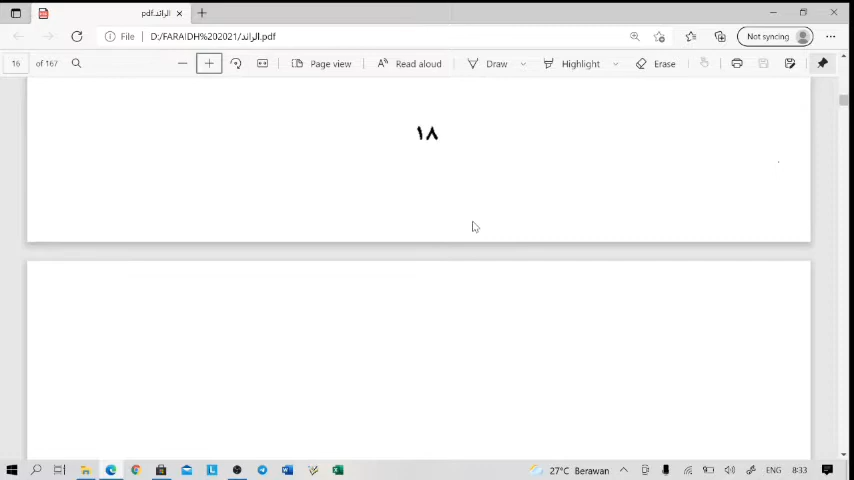 الرائد.pdf
File
D:/FARAIDH%202021/الرائد.pdf
Not syncing
16 of 167
Page view
Read aloud
Draw
Highlight
Erase
١٨
27°C Berawan
ENG
8:33